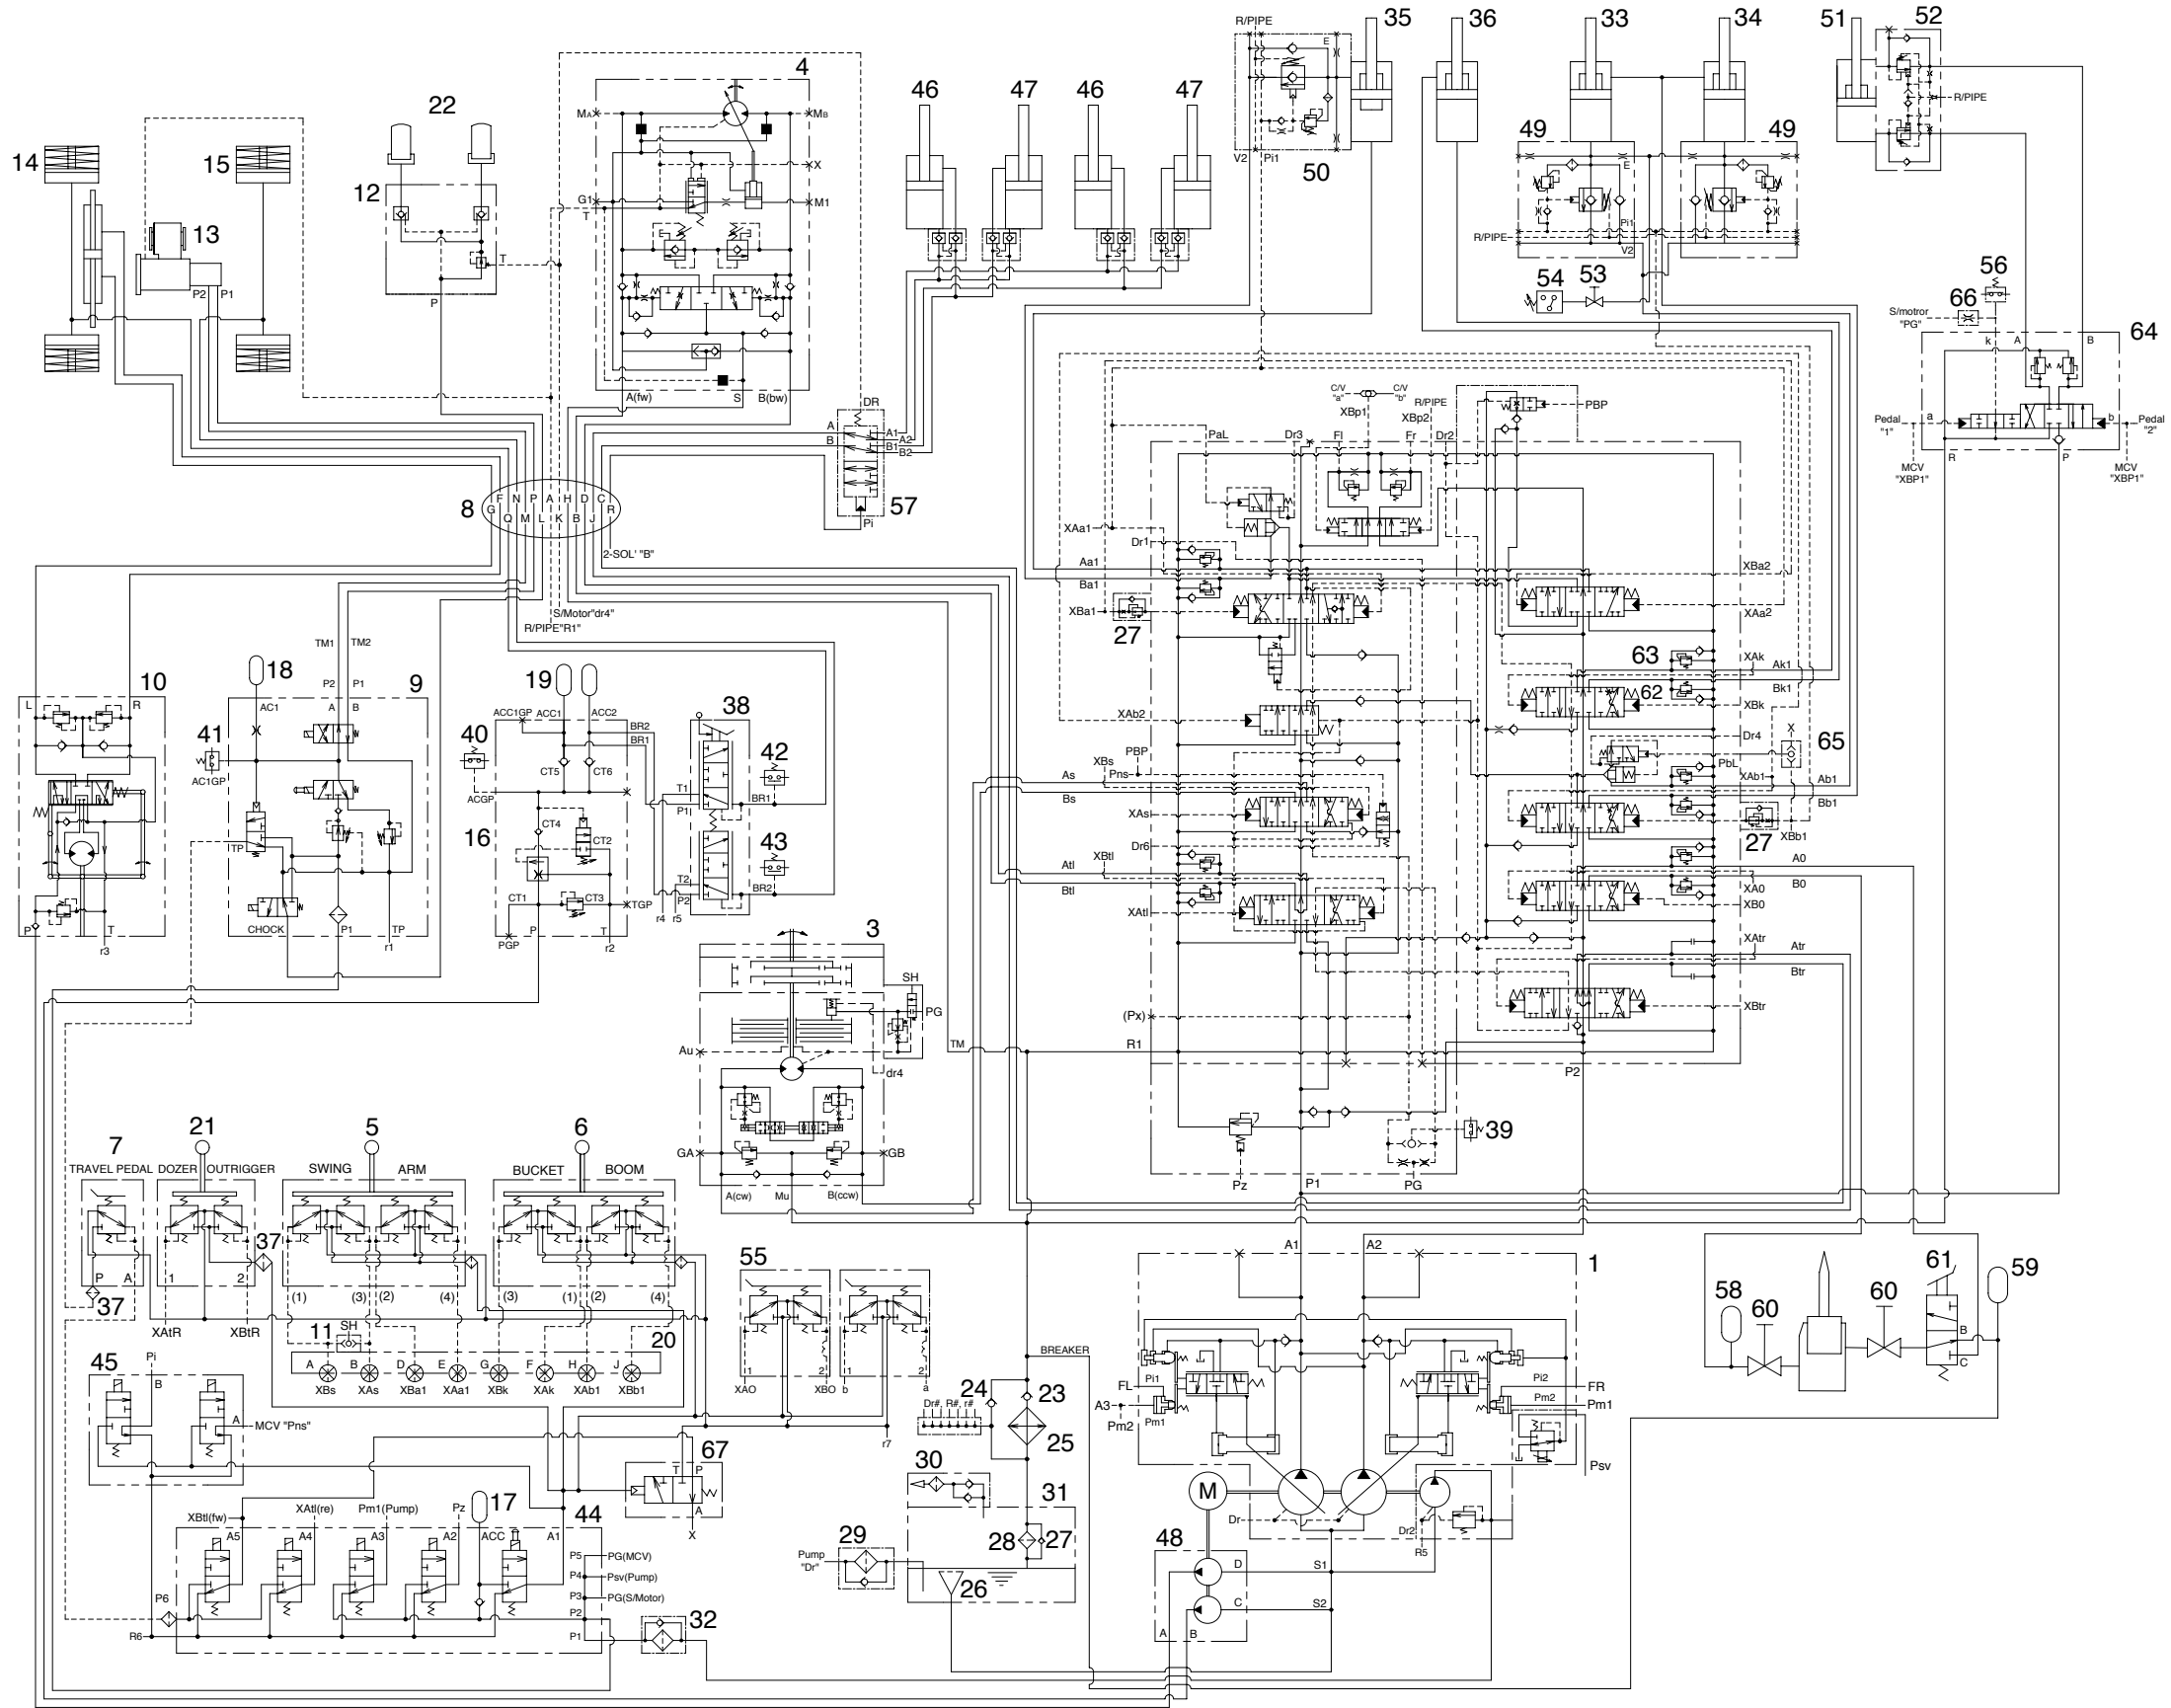 R/PIPE
35
36
33
34
51
52
4
22
46
47
46
47
E
MA
MB
R/PIPE
14
15
49
49
12
X
V2
Pi1
50
E
G1
M1
T
13
Pi1
R/PIPE
V2
T
P2
P1
P
54
53
56
66
S/motror
"PG"
64
k
A
B
A(fw)
S
B(bw)
DR
C/V
"a"
C/V
"b"
XBp1
R/PIPE
XBp2
PBP
Pedal
"1"
a
b
Pedal
"2"
A
A1
A2
B
B1
B2
PaL
Dr3
Fl
Fr
Dr2
R
P
MCV
"XBP1"
MCV
"XBP1"
8
F
N
P
A
H
D
C
G
Q
M
L
K
B
J
R
57
Pi
XAa1
Dr1
2-SOL' "B"
Aa1
XBa2
Ba1
XBa1
27
XAa2
S/Motor"dr4"
R/PIPE"R1"
TM1
TM2
63
XAk
Ak1
Bk1
62
XBk
10
L
R
18
P2
P1
9
AC1
A
B
19
ACC1GP
ACC1
ACC2
38
BR2
BR1
XAb2
41
AC1GP
40
42
Dr4
65
X
PBP
XBs
Pns
PbL
XAb1
Ab1
Bb1
CT5
CT6
ACGP
T1
P1
BR1
As
Bs
XAs
XBb1
27
16
CT4
CT2
43
Dr6
XBtl
Atl
Btl
A0
B0
TP
T2
P2
BR2
XA0
XB0
XAtl
CT1
CT3
TGP
r4
r5
P
T
r3
CHOCK
P1
TP
r1
PGP
P
T
r2
3
XAtr
Atr
Btr
SH
PG
XBtr
(Px)
Au
TM
R1
dr4
P2
7
21
5
6
39
TRAVEL PEDAL
DOZER
OUTRIGGER
SWING
ARM
BUCKET
BOOM
GA
GB
A(cw)
Mu
B(ccw)
Pz
P1
PG
37
P
A
1
2
37
(1)
(3)
(2)
(4)
(3)
(1)
(2)
(4)
55
A1
A2
1
61
59
58
60
60
B
C
XAtR
XBtR
11
SH
20
BREAKER
45
Pi
B
A
B
D
E
G
F
H
J
XBs
XAs
XBa1
XAa1
XBk
XAk
XAb1
XBb1
1
2
b
1
2
a
XAO
XBO
24
23
FL
Pi1
Pi2
FR
A3
Pm2
Pm1
Pm2
Pm1
A
MCV "Pns"
Dr#, R#, r#
25
r7
67
T
P
30
31
M
Psv
17
XAtl(re)
Pm1(Pump)
Pz
44
A
X
XBtl(fw)
A5
A4
A3
A2
ACC
A1
Dr
Dr2
R5
29
28
27
48
Pump
"Dr"
P5
PG(MCV)
P4
Psv(Pump)
P3
PG(S/Motor)
P2
P1
26
D
S1
C
S2
P6
R6
32
A
B